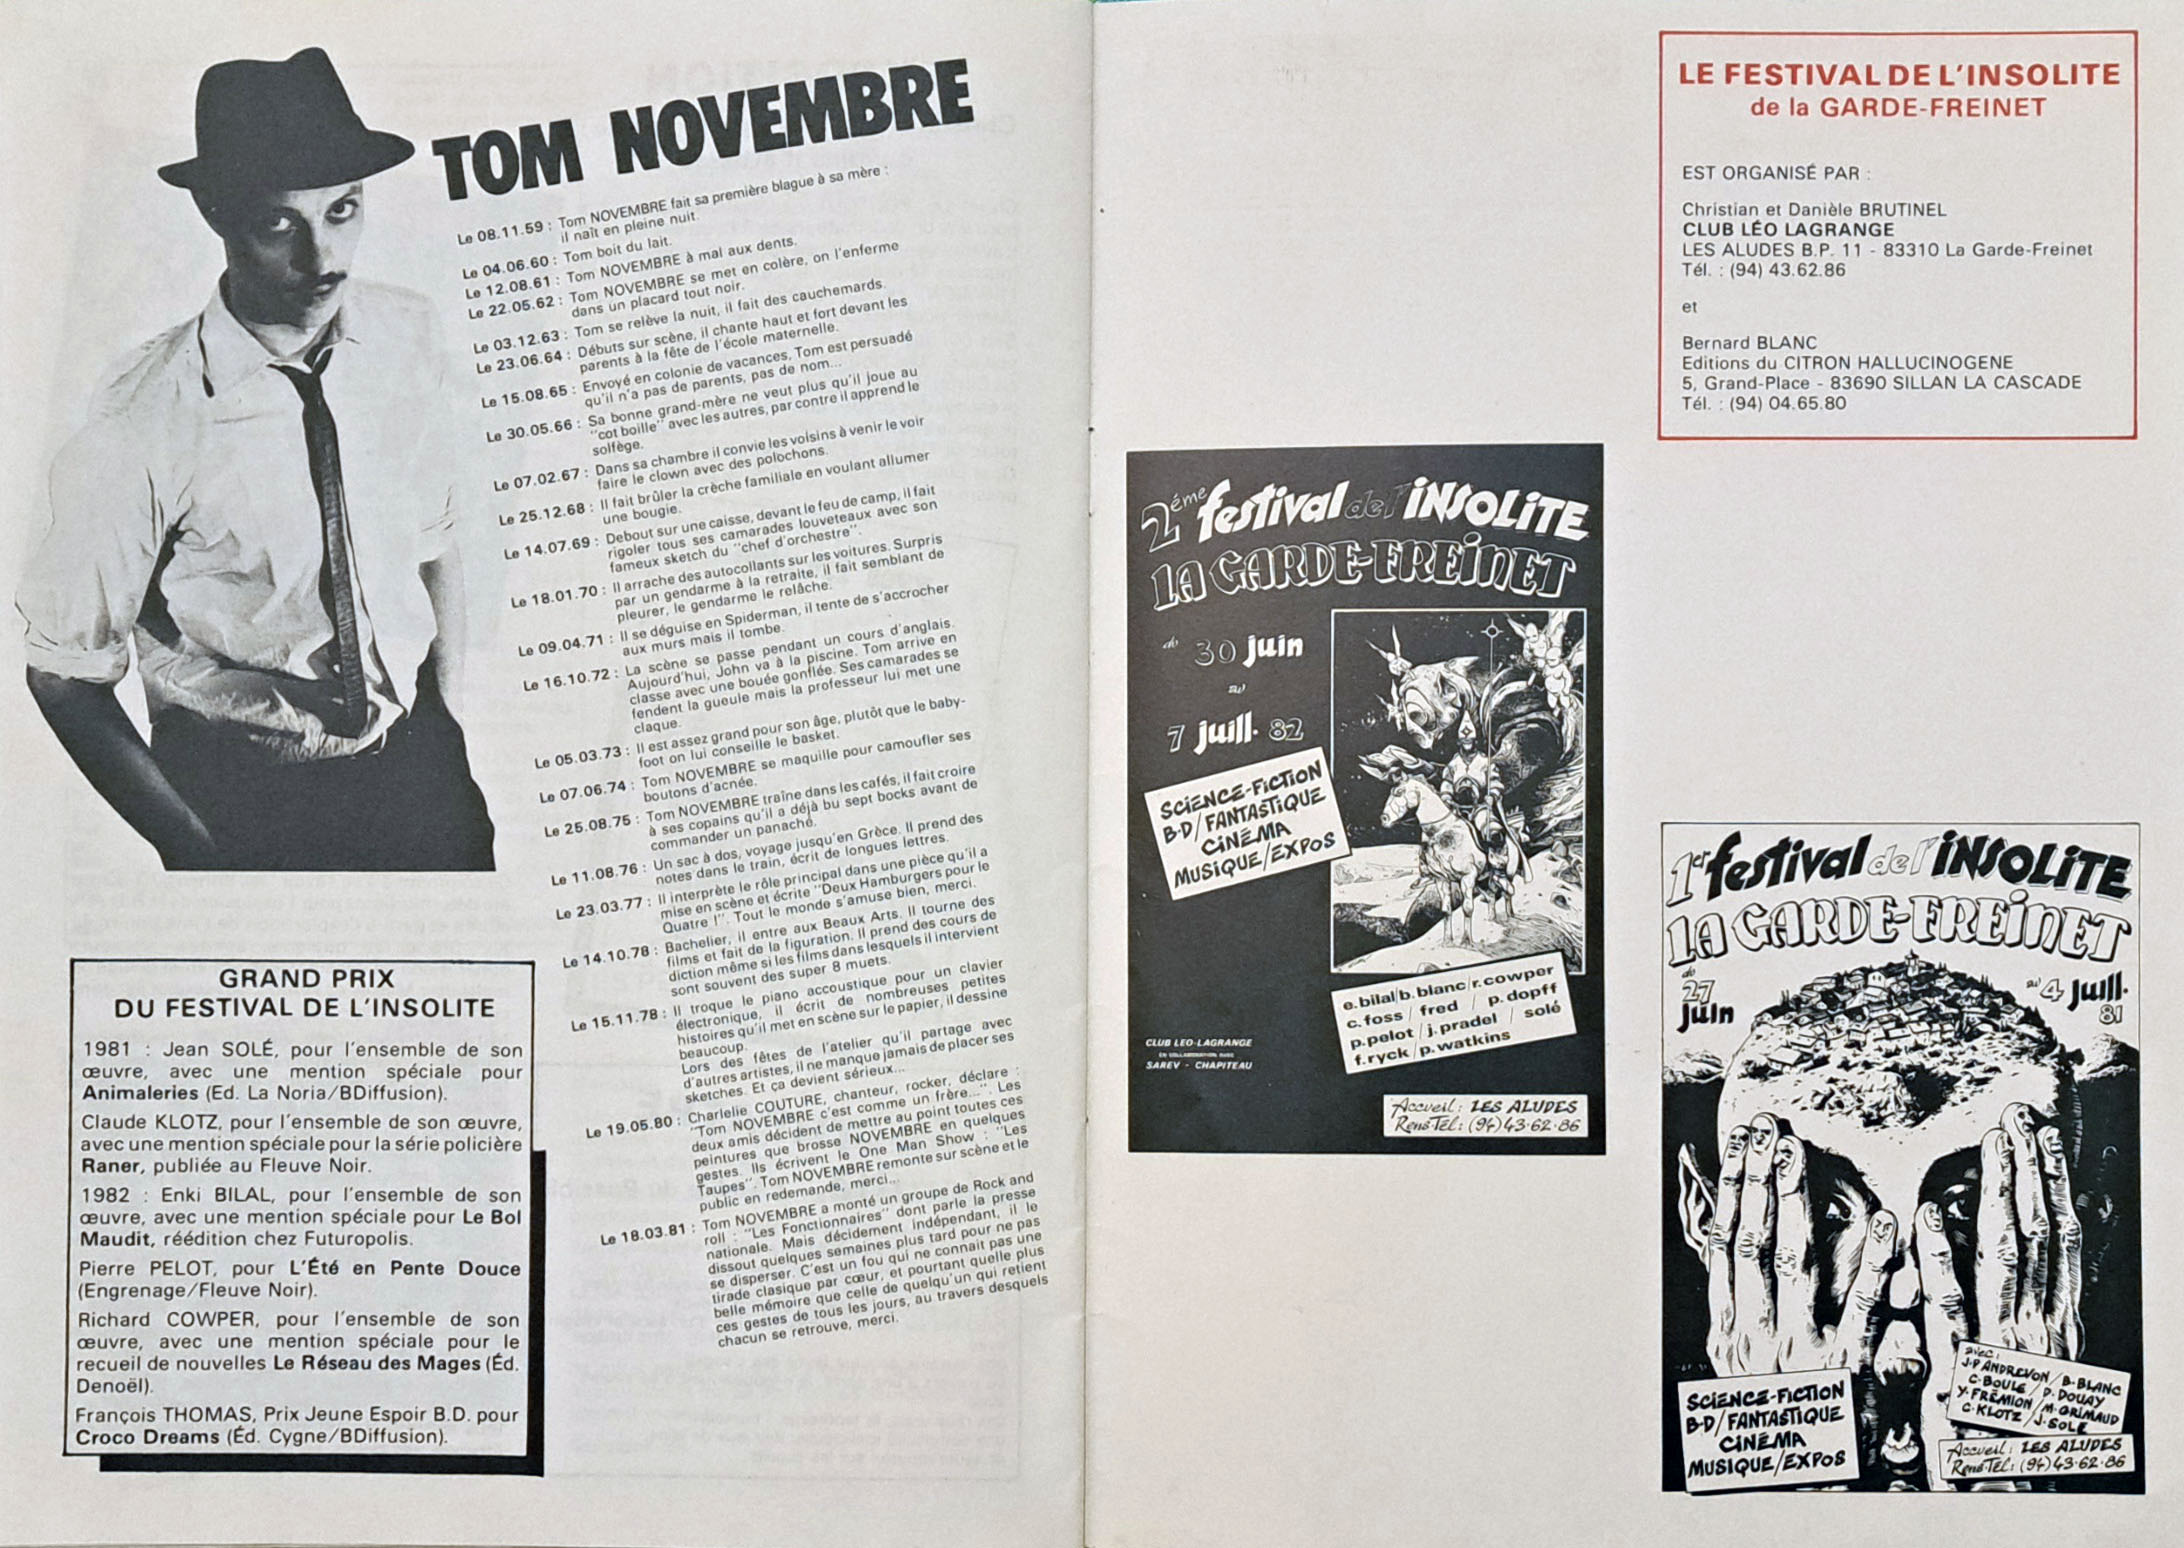 TOM NOVEMBRE
Le 08.11.59 : Tom NOVEMBRE fait sa première blague à sa mère :
il naît en pleine nuit.
Le 04.06.60 : Tom boit du lait.
Le 12.08.61 : Tom NOVEMBRE à mal aux dents.
Le 22.05.62 : Tom NOVEMBRE se met en colère, on l'enferme
dans un placard tout noir.
Le 03.12.63 : Tom se relève la nuit, il fait des cauchemards.
Le 23.06.64 : Débuts sur scène, il chante haut et fort devant les
parents à la fête de l'école maternelle.
Le 15.08.65 : Envoyé en colonie de vacances, Tom est persuadé
qu'il n'a pas de parents, pas de nom...
Le 30.05.66 : Sa bonne grand-mère ne veut plus qu'il joue au
"cot boille" avec les autres, par contre il apprend le
solfège.
Le 07.02.67 : Dans sa chambre il convie les voisins à venir le voir
faire le clown avec des polochons.
Le 25.12.68 : Il fait brûler la crèche familiale en voulant allumer
une bougie.
Le 14.07.69 : Debout sur une caisse, devant le feu de camp, il fait
rigoler tous ses camarades louveteaux avec son
fameux sketch du "chef d'orchestre".
Le 18.01.70 : Il arrache des autocollants sur les voitures. Surpris
par un gendarme à la retraite, il fait semblant de
pleurer, le gendarme le relâche.
Le 09.04.71 : Il se déguise en Spiderman, il tente de s'accrocher
aux murs mais il tombe.
Le 16.10.72 : La scène se passe pendant un cours d'anglais.
Aujourd'hui, John va à la piscine. Tom arrive en
classe avec une bouée gonflée. Ses camarades se
fendent la gueule mais la professeur lui met une
claque.
Le 05.03.73 : Il est assez grand pour son âge, plutôt que le baby-
foot on lui conseille le basket.
Le 07.06.74 : Tom NOVEMBRE se maquille pour camoufler ses
boutons d'acnée.
Le 25.08.75 : Tom NOVEMBRE traîne dans les cafés, il fait croire
à ses copains qu'il a déjà bu sept bocks avant de
commander un panaché.
Le 11.08.76 : Un sac à dos, voyage jusqu'en Grèce. Il prend des
notes dans le train, écrit de longues lettres.
Le 23.03.77 : Il interprète le rôle principal dans une pièce qu'il a
mise en scène et écrite "Deux Hamburgers pour le
Quatre !". Tout le monde s'amuse bien, merci.
Le 14.10.78 : Bachelier, il entre aux Beaux Arts. Il tourne des
films et fait de la figuration. Il prend des cours de
diction même si les films dans lesquels il intervient
sont souvent des super 8 muets.
Le 15.11.78 : Il troque le piano accoustique pour un clavier
électronique, il écrit de nombreuses petites
histoires qu'il met en scène sur le papier, il dessine
beaucoup.
Lors des fêtes de l'atelier qu'il partage avec
d'autres artistes, il ne manque jamais de placer ses
sketches. Et ça devient sérieux...
Le 19.05.80 : Charlelie COUTURE, chanteur, rocker, déclare :
"Tom NOVEMBRE c'est comme un frère...". Les
deux amis décident de mettre au point toutes ces
peintures que brosse NOVEMBRE en quelques
gestes. Ils écrivent le One Man Show : "Les
Taupes". Tom NOVEMBRE remonte sur scène et le
public en redemande, merci...
Le 18.03.81 : Tom NOVEMBRE a monté un groupe de Rock and
roll : "Les Fonctionnaires" dont parle la presse
nationale. Mais décidement indépendant, il le
dissout quelques semaines plus tard pour ne pas
se disperser. C'est un fou qui ne connait pas une
tirade clasique par cœur, et pourtant quelle plus
belle mémoire que celle de quelqu'un qui retient
ces gestes de tous les jours, au travers desquels
chacun se retrouve, merci.
GRAND PRIX
DU FESTIVAL DE L'INSOLITE
1981 : Jean SOLÉ, pour l'ensemble de son
œuvre, avec une mention spéciale pour
Animaleries (Ed. La Noria/BDiffusion).
Claude KLOTZ, pour l'ensemble de son œuvre,
avec une mention spéciale pour la série policière
Raner, publiée au Fleuve Noir.
1982 : Enki BILAL, pour l'ensemble de son
œuvre, avec une mention spéciale pour Le Bol
Maudit, réédition chez Futuropolis.
Pierre PELOT, pour L'Été en Pente Douce
(Engrenage/Fleuve Noir).
Richard COWPER, pour l'ensemble de son
œuvre, avec une mention spéciale pour le
recueil de nouvelles Le Réseau des Mages (Éd.
Denoël).
François THOMAS, Prix Jeune Espoir B.D. pour
Croco Dreams (Éd. Cygne/BDiffusion).
LE FESTIVAL DE L'INSOLITE
de la GARDE-FREINET
EST ORGANISÉ PAR :
Christian et Danièle BRUTINEL
CLUB LÉO LAGRANGE
LES ALUDES B.P. 11 - 83310 La Garde-Freinet
Tél. : (94) 43.62.86
et
Bernard BLANC
Editions du CITRON HALLUCINOGENE
5, Grand-Place - 83690 SILLAN LA CASCADE
Tél. : (94) 04.65.80
2éme festival de l'iNSOLiTE
LA GARDE-FREiNET
du 30 juin
au
7 juill. 82
SCiENCE-FiCTiON
B.D/FANTASTiQUE
CiNÉMA
MUSiQUE/EXPOS
e.bilal/b.blanc/r.cowper
c.foss / fred / p.dopff
p.pelot / j.pradel / solé
f.ryck / p.watkins
CLUB LEO-LAGRANGE
EN COLLABORATION AVEC
SAREV - CHAPITEAU
Accueil : LES ALUDES
Rens.Tél : (94) 43.62.86
1er festival de l'iNSOLiTE
LA GARDE-FREiNET
du 27 juin
au 4 juill. 81
SCiENCE-FiCTiON
B.D/FANTASTiQUE
CiNÉMA
MUSiQUE/EXPOS
avec :
J.P ANDREVON / B.BLANC
C.BOULE / D.DOUAY
Y.FRÉMION / M.GRiMAUD
C.KLOTZ / J.SOLÉ
Accueil : LES ALUDES
Rens.Tél : (94) 43.62.86